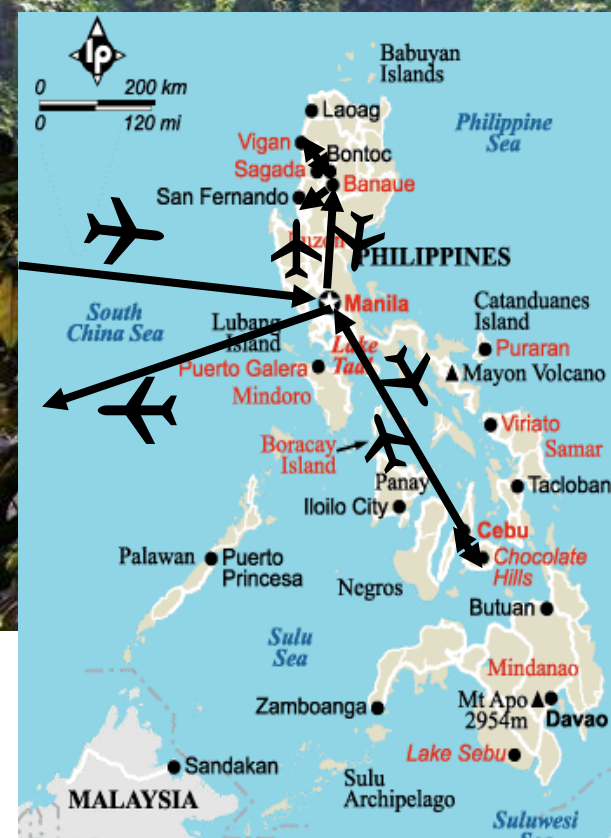 lp
0 200 km
0 120 mi
Babuyan
Islands
Laoag
Philippine
Sea
Vigan
Bontoc
Sagada
Banaue
San Fernando
Luzon
PHILIPPINES
South
China Sea
Manila
Catanduanes
Island
Lubang
Island
Lake
Taal
Puraran
Puerto Galera
Mayon Volcano
Mindoro
Viriato
Boracay
Island
Samar
Panay
Tacloban
Iloilo City
Cebu
Chocolate
Hills
Palawan
Puerto
Princesa
Negros
Butuan
Sulu
Sea
Mindanao
Mt Apo
2954m
Davao
Zamboanga
Lake Sebu
Sandakan
Sulu
Archipelago
MALAYSIA
Suluwesi